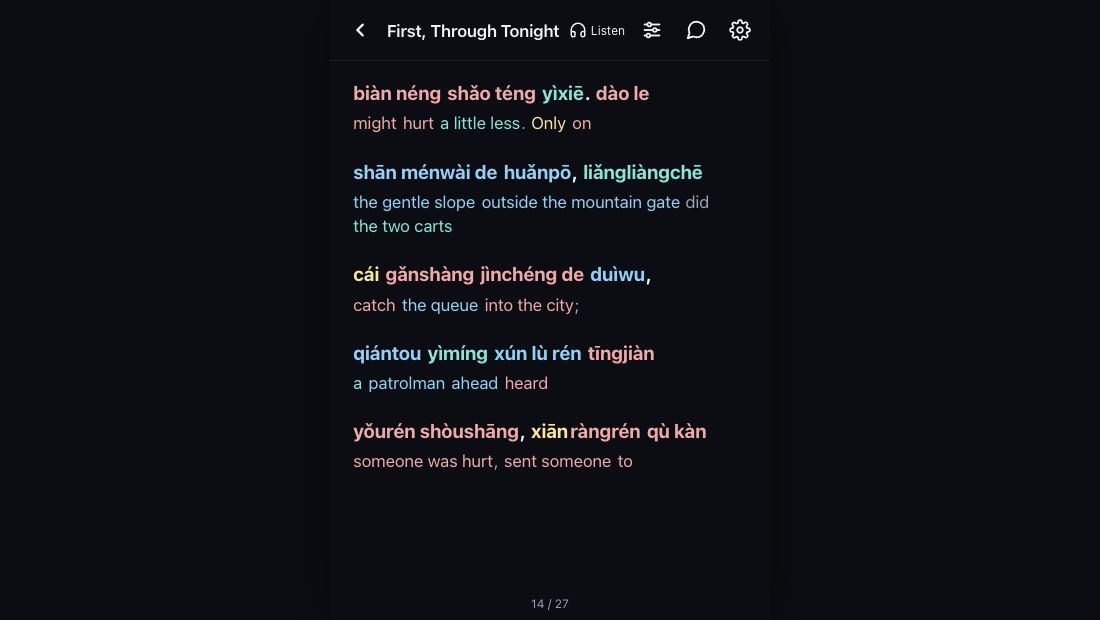 First, Through Tonight Listen
biàn néng shǎo téng yìxiē. dào le
might hurt a little less. Only on
shān ménwài de huǎnpō, liǎngliàngchē
the gentle slope outside the mountain gate did
the two carts
cái gǎnshàng jìnchéng de duìwu,
catch the queue into the city;
qiántou yìmíng xún lù rén tīngjiàn
a patrolman ahead heard
yǒurén shòushāng, xiānràngrén qù kàn
someone was hurt, sent someone to
14 / 27